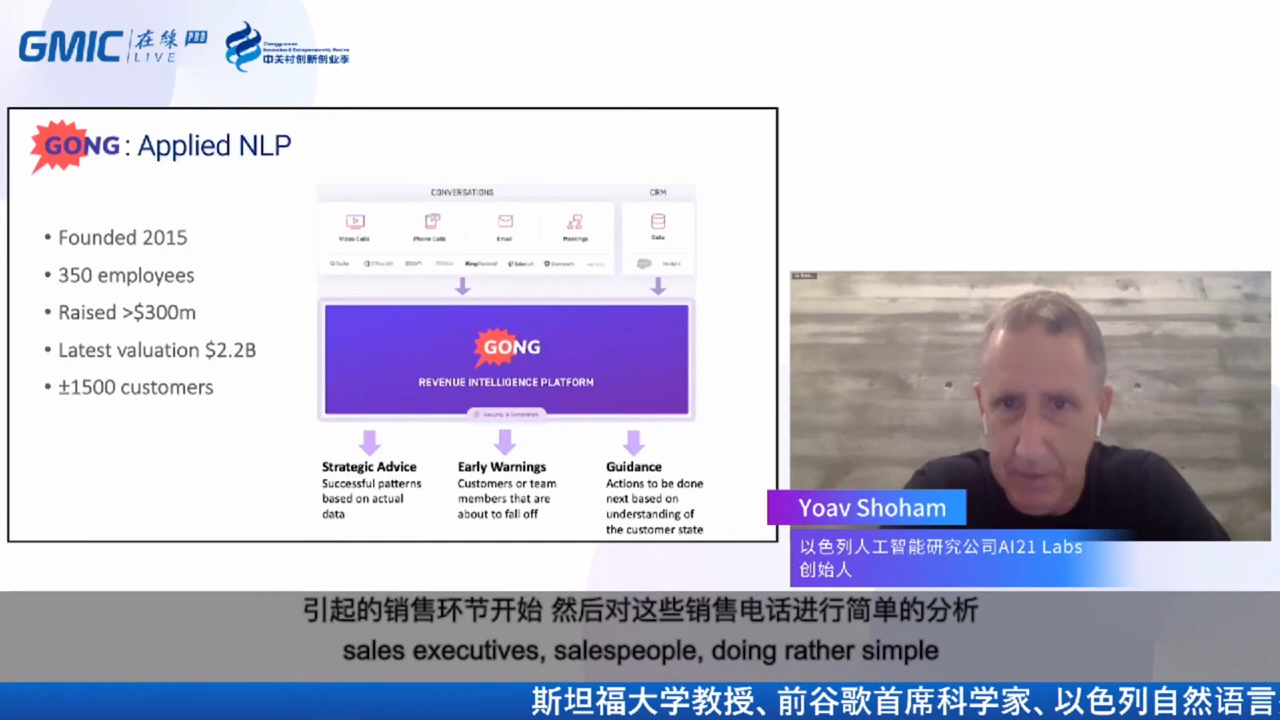 GMIC 在線 PRO
LIVE
Innovation & Entrepreneurship Review
中关村创新创业季
GONG : Applied NLP
• Founded 2015
• 350 employees
• Raised >$300m
• Latest valuation $2.2B
• ±1500 customers
CONVERSATIONS
CRM
Video Calls
Phone Calls
Email
Meetings
Data
GONG
REVENUE INTELLIGENCE PLATFORM
Security & Compliance
Strategic Advice
Successful patterns
based on actual
data
Early Warnings
Customers or team
members that are
about to fall off
Guidance
Actions to be done
next based on
understanding of
the customer state
Yoav Shoham
以色列人工智能研究公司AI21 Labs
创始人
引起的销售环节开始 然后对这些销售电话进行简单的分析
sales executives, salespeople, doing rather simple
斯坦福大学教授、前谷歌首席科学家、以色列自然语言